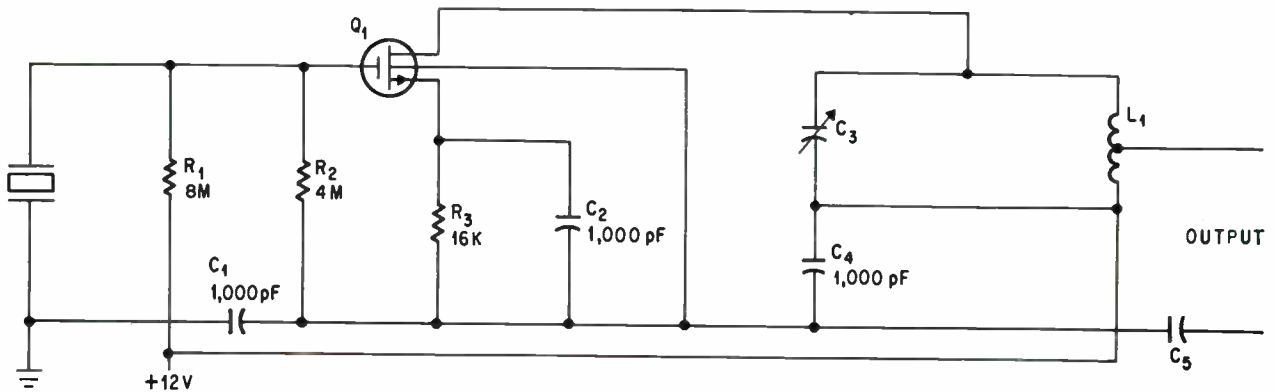 Q1
C3
L1
R1
8M
R2
4M
R3
16K
C2
1,000 pF
OUTPUT
C4
1,000 pF
C1
1,000pF
C5
+12V